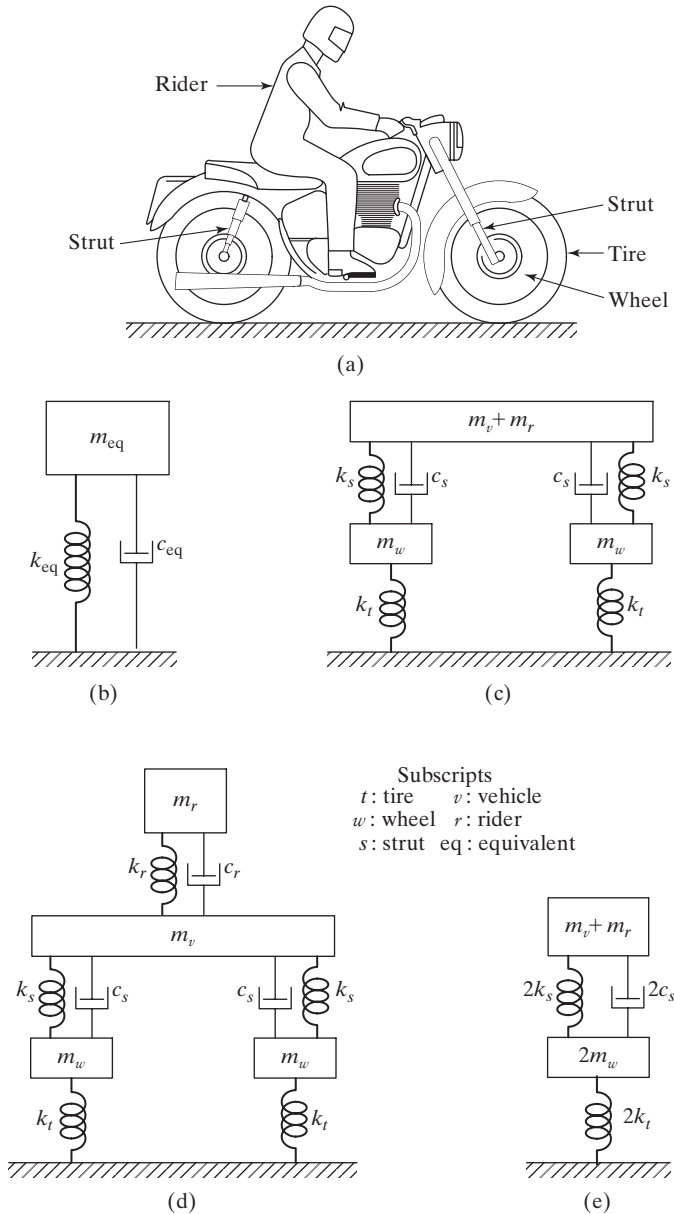 Rider
Strut
Strut
Tire
Wheel
(a)
m_eq
k_eq
c_eq
(b)
m_v + m_r
k_s
c_s
c_s
k_s
m_w
m_w
k_t
k_t
(c)
m_r
k_r
c_r
m_v
k_s
c_s
c_s
k_s
m_w
m_w
k_t
k_t
(d)
Subscripts
t : tire v : vehicle
w : wheel r : rider
s : strut eq : equivalent
m_v + m_r
2k_s
2c_s
2m_w
2k_t
(e)